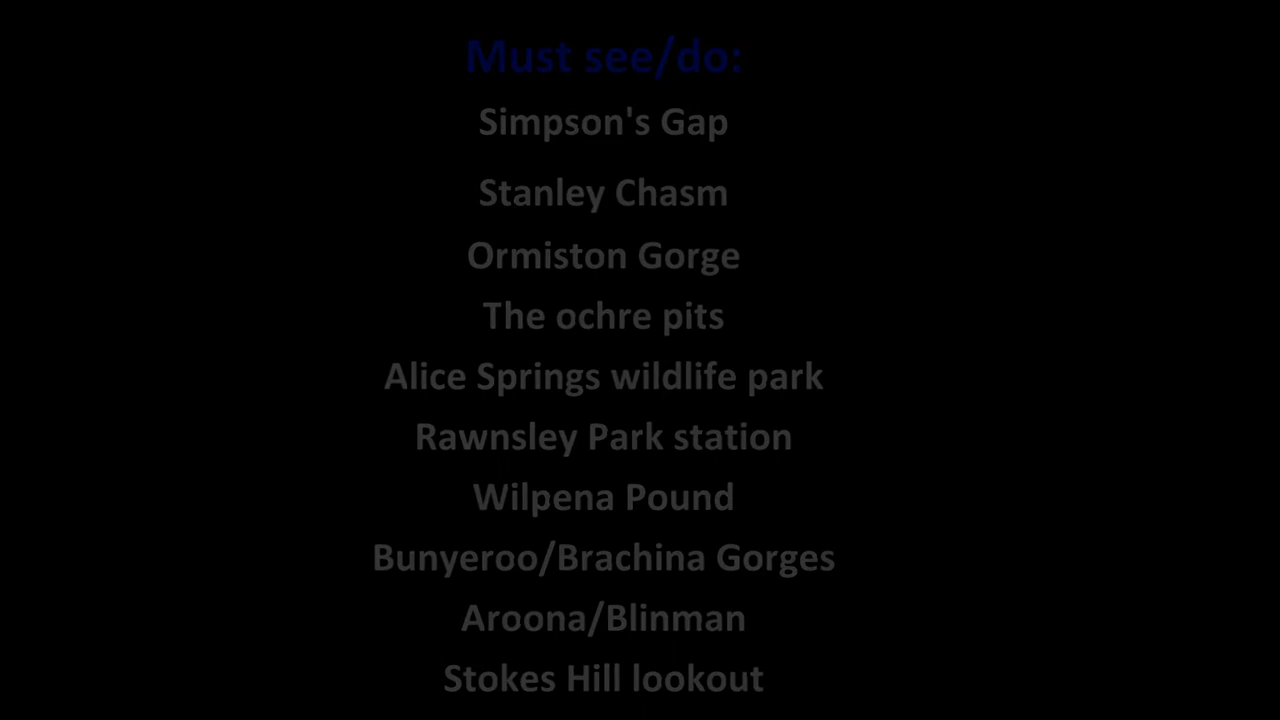 Must see/do:
Simpson's Gap
Stanley Chasm
Ormiston Gorge
The ochre pits
Alice Springs wildlife park
Rawnsley Park station
Wilpena Pound
Bunyeroo/Brachina Gorges
Aroona/Blinman
Stokes Hill lookout